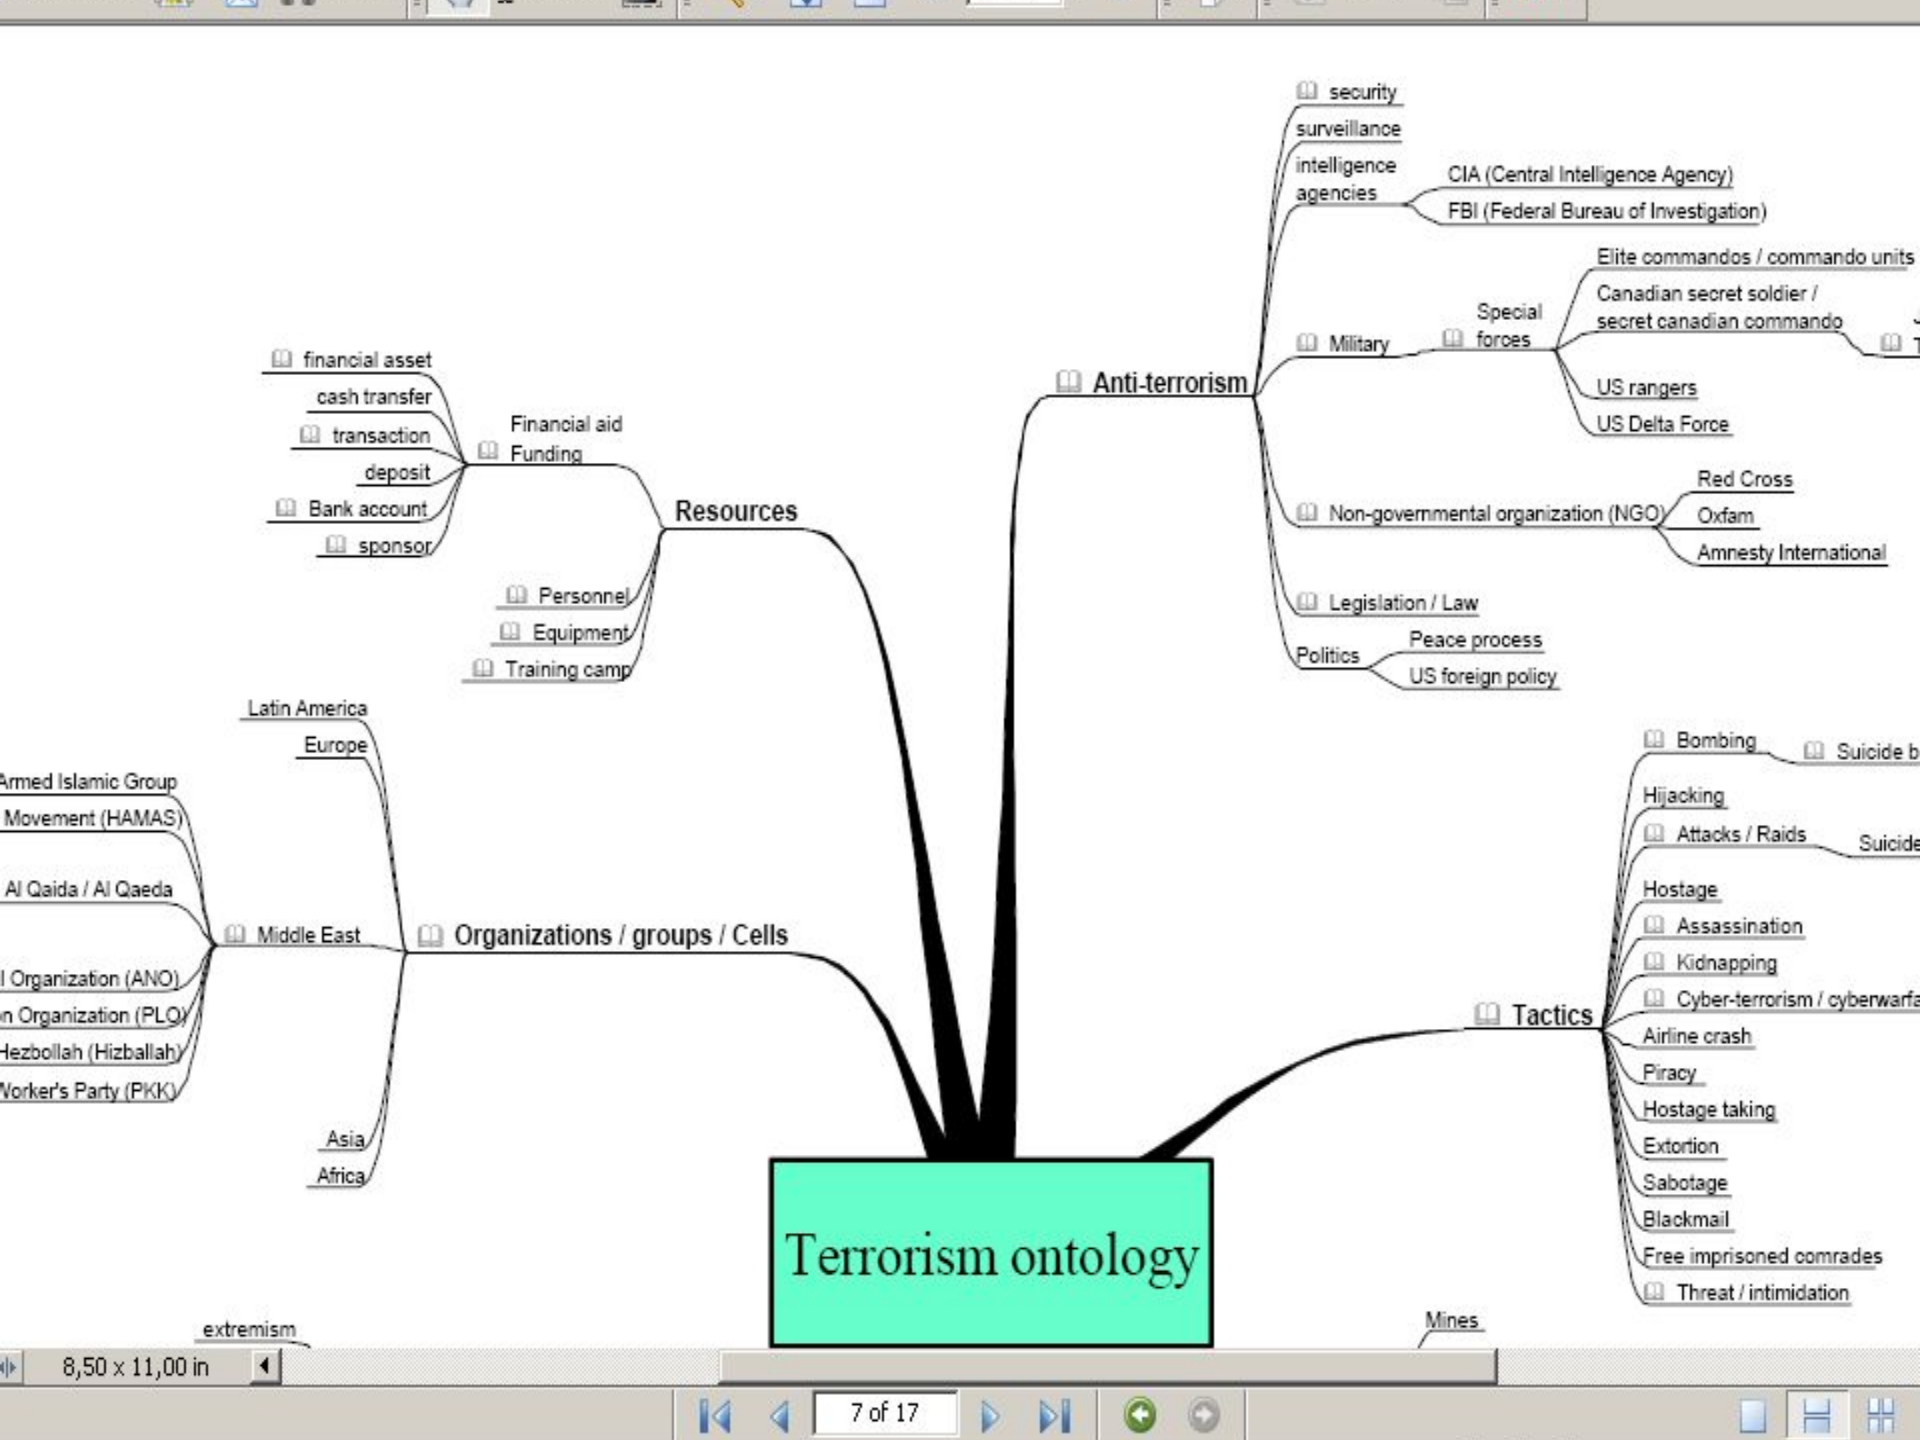 security
surveillance
intelligence
agencies
CIA (Central Intelligence Agency)
FBI (Federal Bureau of Investigation)
Elite commandos / commando units
Canadian secret soldier /
secret canadian commando
Special
forces
Military
US rangers
US Delta Force
Anti-terrorism
Non-governmental organization (NGO)
Red Cross
Oxfam
Amnesty International
Legislation / Law
Politics
Peace process
US foreign policy
financial asset
cash transfer
transaction
deposit
Bank account
sponsor
Financial aid
Funding
Resources
Personnel
Equipment
Training camp
Latin America
Europe
Armed Islamic Group
Movement (HAMAS)
Al Qaida / Al Qaeda
Middle East
Organizations / groups / Cells
l Organization (ANO)
n Organization (PLO)
Hezbollah (Hizballah)
Worker's Party (PKK)
Asia
Africa
Bombing
Suicide b
Hijacking
Attacks / Raids
Suicide
Hostage
Assassination
Kidnapping
Cyber-terrorism / cyberwarfa
Tactics
Airline crash
Piracy
Hostage taking
Extortion
Sabotage
Blackmail
Free imprisoned comrades
Threat / intimidation
Terrorism ontology
extremism
Mines
8,50 x 11,00 in
7 of 17